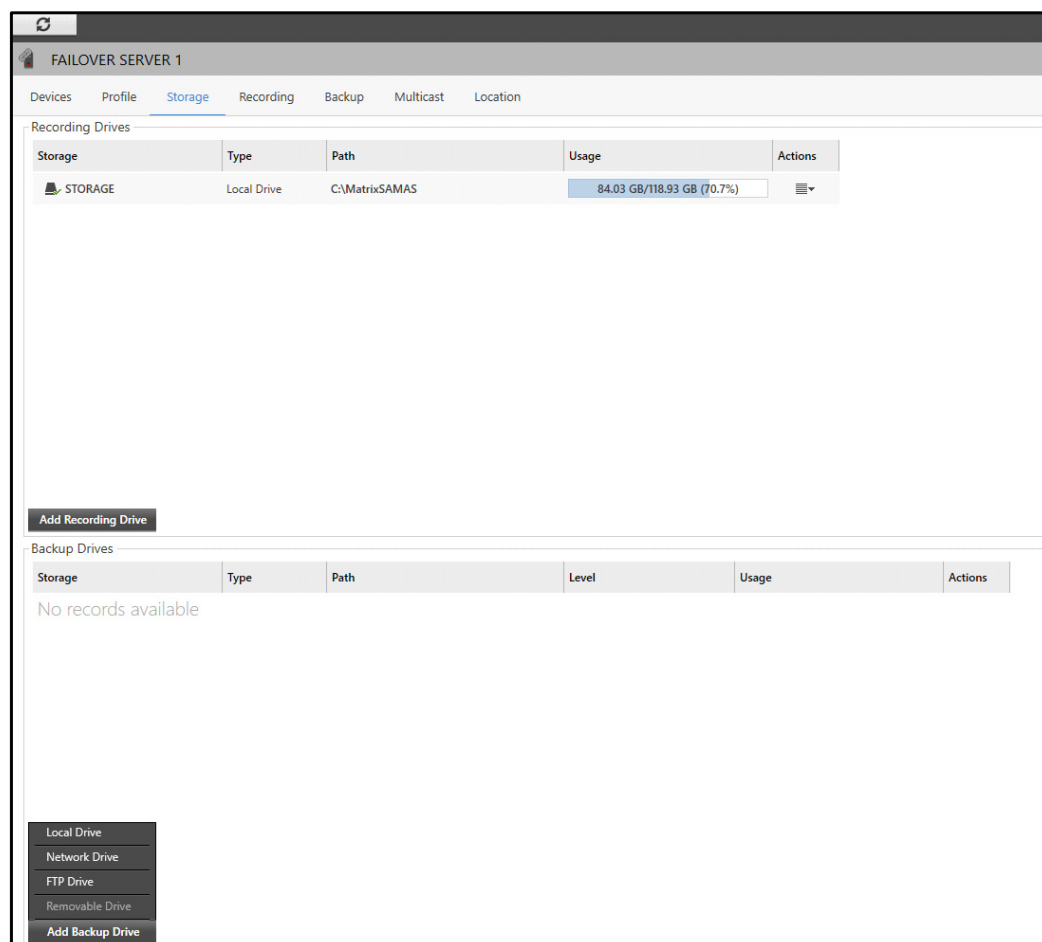 FAILOVER SERVER 1
Devices Profile Storage Recording Backup Multicast Location
Recording Drives
Storage Type Path Usage Actions
STORAGE Local Drive C:\MatrixSAMAS 84.03 GB/118.93 GB (70.7%)
Add Recording Drive
Backup Drives
Storage Type Path Level Usage Actions
No records available
Local Drive
Network Drive
FTP Drive
Removable Drive
Add Backup Drive